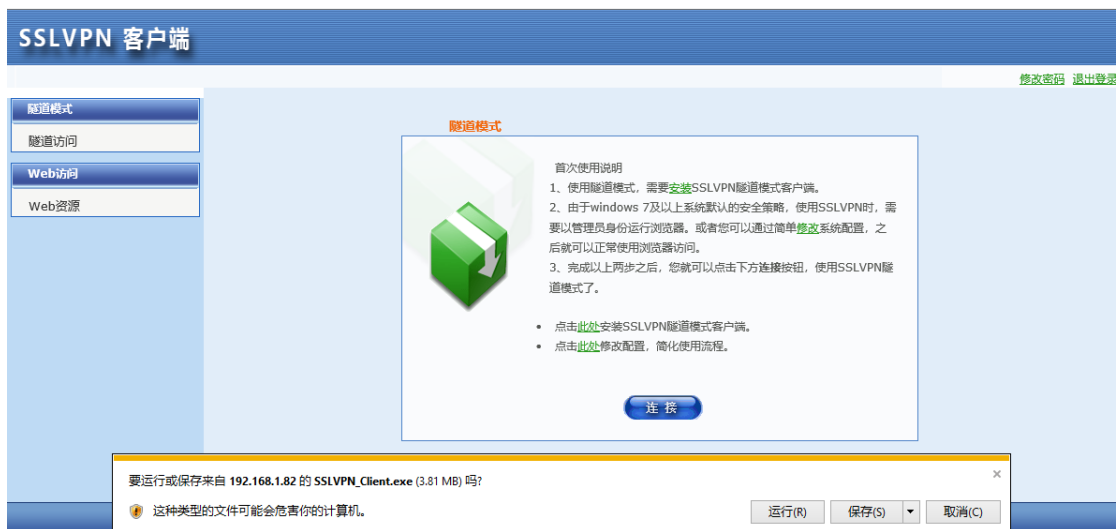 SSLVPN 客户端
修改密码 退出登录
隧道模式
隧道访问
Web访问
Web资源
隧道模式
首次使用说明
1、使用隧道模式，需要安装SSLVPN隧道模式客户端。
2、由于windows 7及以上系统默认的安全策略，使用SSLVPN时，需
要以管理员身份运行浏览器。或者您可以通过简单修改系统配置，之
后就可以正常使用浏览器访问。
3、完成以上两步之后，您就可以点击下方连接按钮，使用SSLVPN隧
道模式了。
• 点击此处安装SSLVPN隧道模式客户端。
• 点击此处修改配置，简化使用流程。
连 接
要运行或保存来自 192.168.1.82 的 SSLVPN_Client.exe (3.81 MB) 吗?
这种类型的文件可能会危害你的计算机。
运行(R) 保存(S) 取消(C)